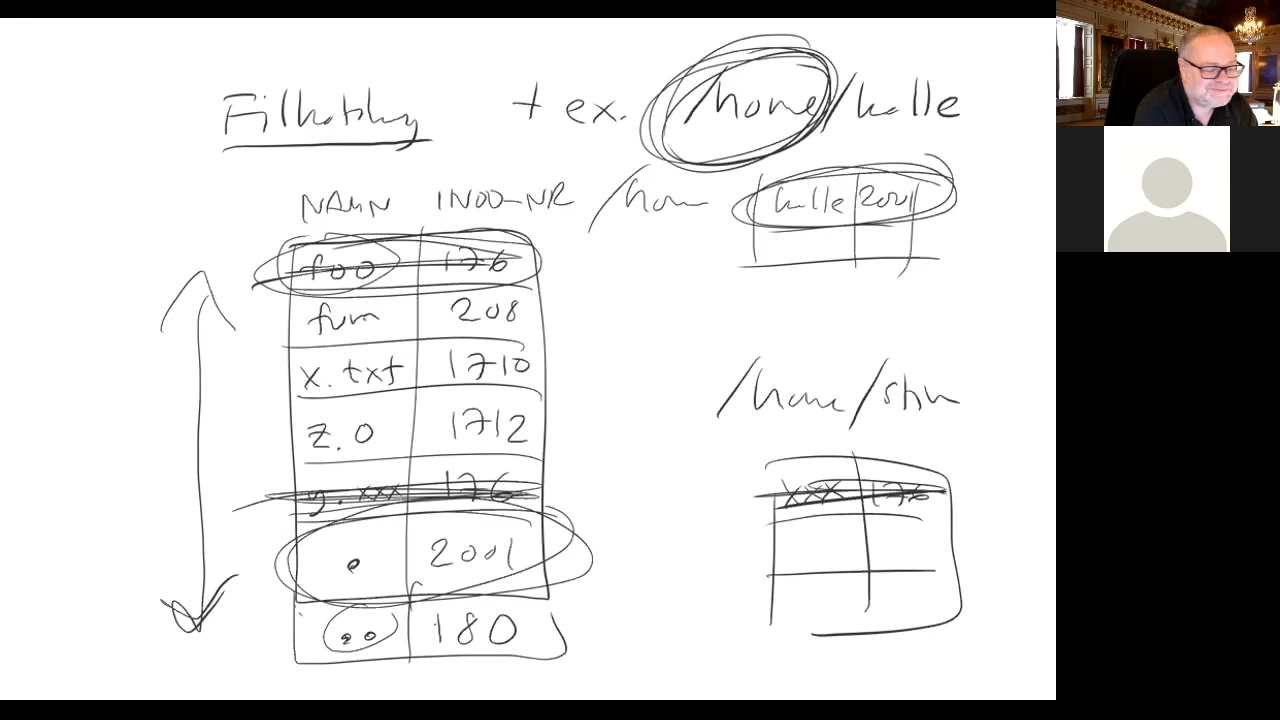 Filkatalog t ex. /home/kalle
NAMN INOD-NR /home kalle 2001
foo 176
fum 208
x.txt 1710
z.o 1712
y.xxx 176
. 2001
.. 180
/home/stin
xxx 176